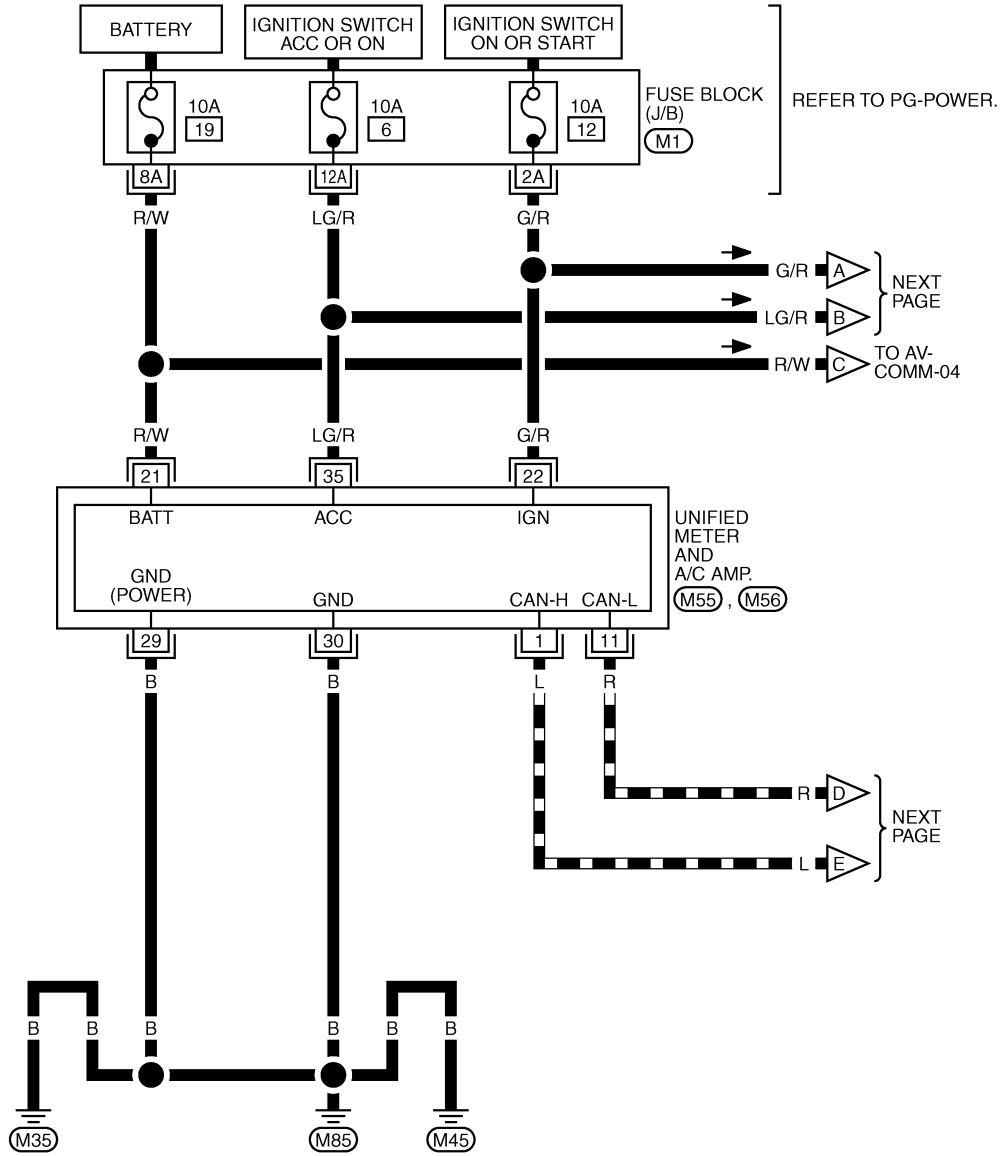 BATTERY
IGNITION SWITCH
ACC OR ON
IGNITION SWITCH
ON OR START
10A
19
10A
6
10A
12
FUSE BLOCK
(J/B)
M1
REFER TO PG-POWER.
8A
12A
2A
R/W
LG/R
G/R
G/R
A
LG/R
B
NEXT
PAGE
R/W
C
TO AV-
COMM-04
R/W
LG/R
G/R
21
35
22
BATT
ACC
IGN
UNIFIED
METER
AND
A/C AMP.
M55 , M56
GND
(POWER)
GND
CAN-H
CAN-L
29
30
1
11
B
B
L
R
R
D
L
E
NEXT
PAGE
B
B
B
B
B
B
M35
M85
M45